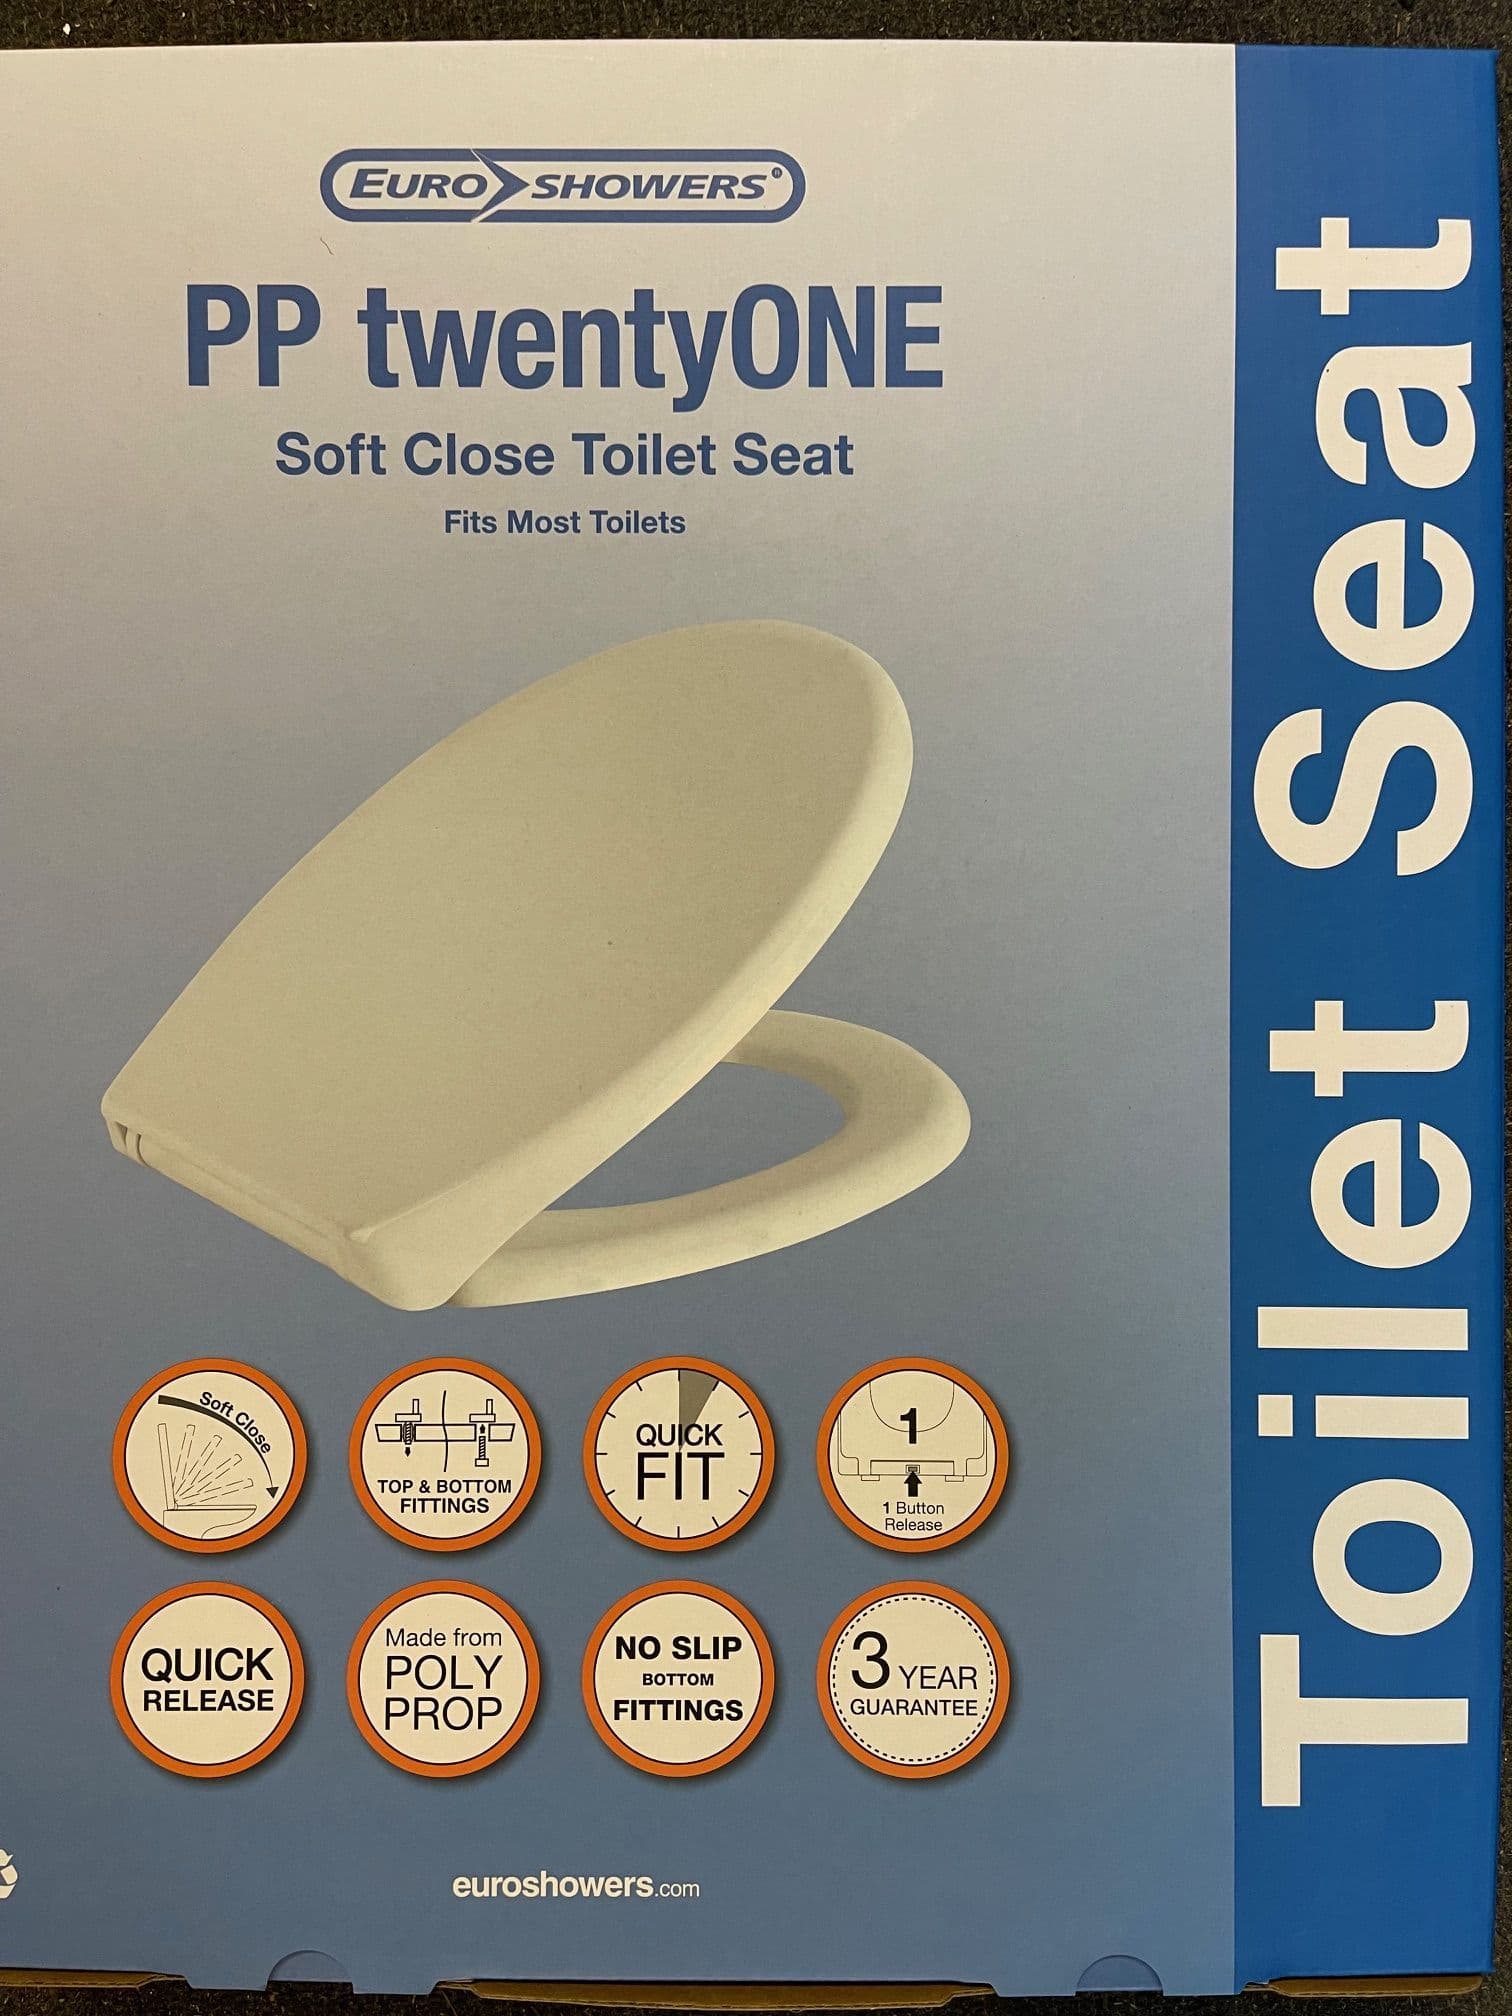 EURO SHOWERS®
PP twentyONE
Soft Close Toilet Seat
Fits Most Toilets
Toilet Seat
Soft Close
TOP & BOTTOM
FITTINGS
QUICK
FIT
1
1 Button
Release
QUICK
RELEASE
Made from
POLY
PROP
NO SLIP
BOTTOM
FITTINGS
3 YEAR
GUARANTEE
euroshowers.com